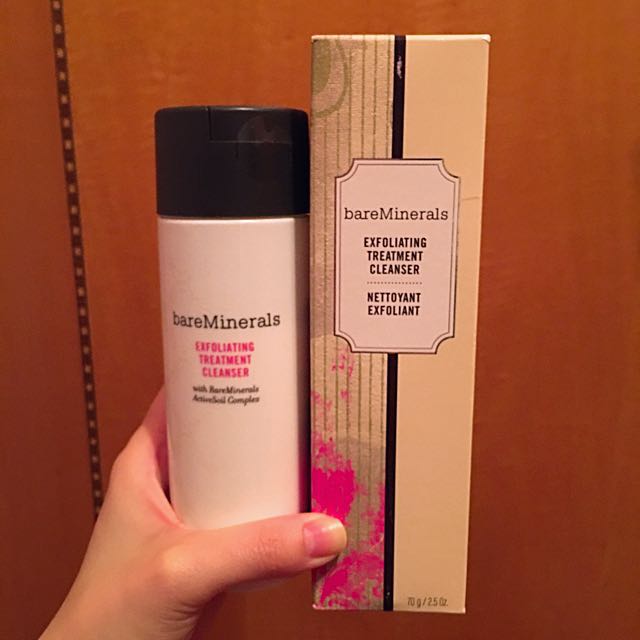 bareMinerals
EXFOLIATING
TREATMENT
CLEANSER
with BareMinerals
ActiveSoil Complex
bareMinerals
EXFOLIATING
TREATMENT
CLEANSER
NETTOYANT
EXFOLIANT
70 g / 2.5 Oz.